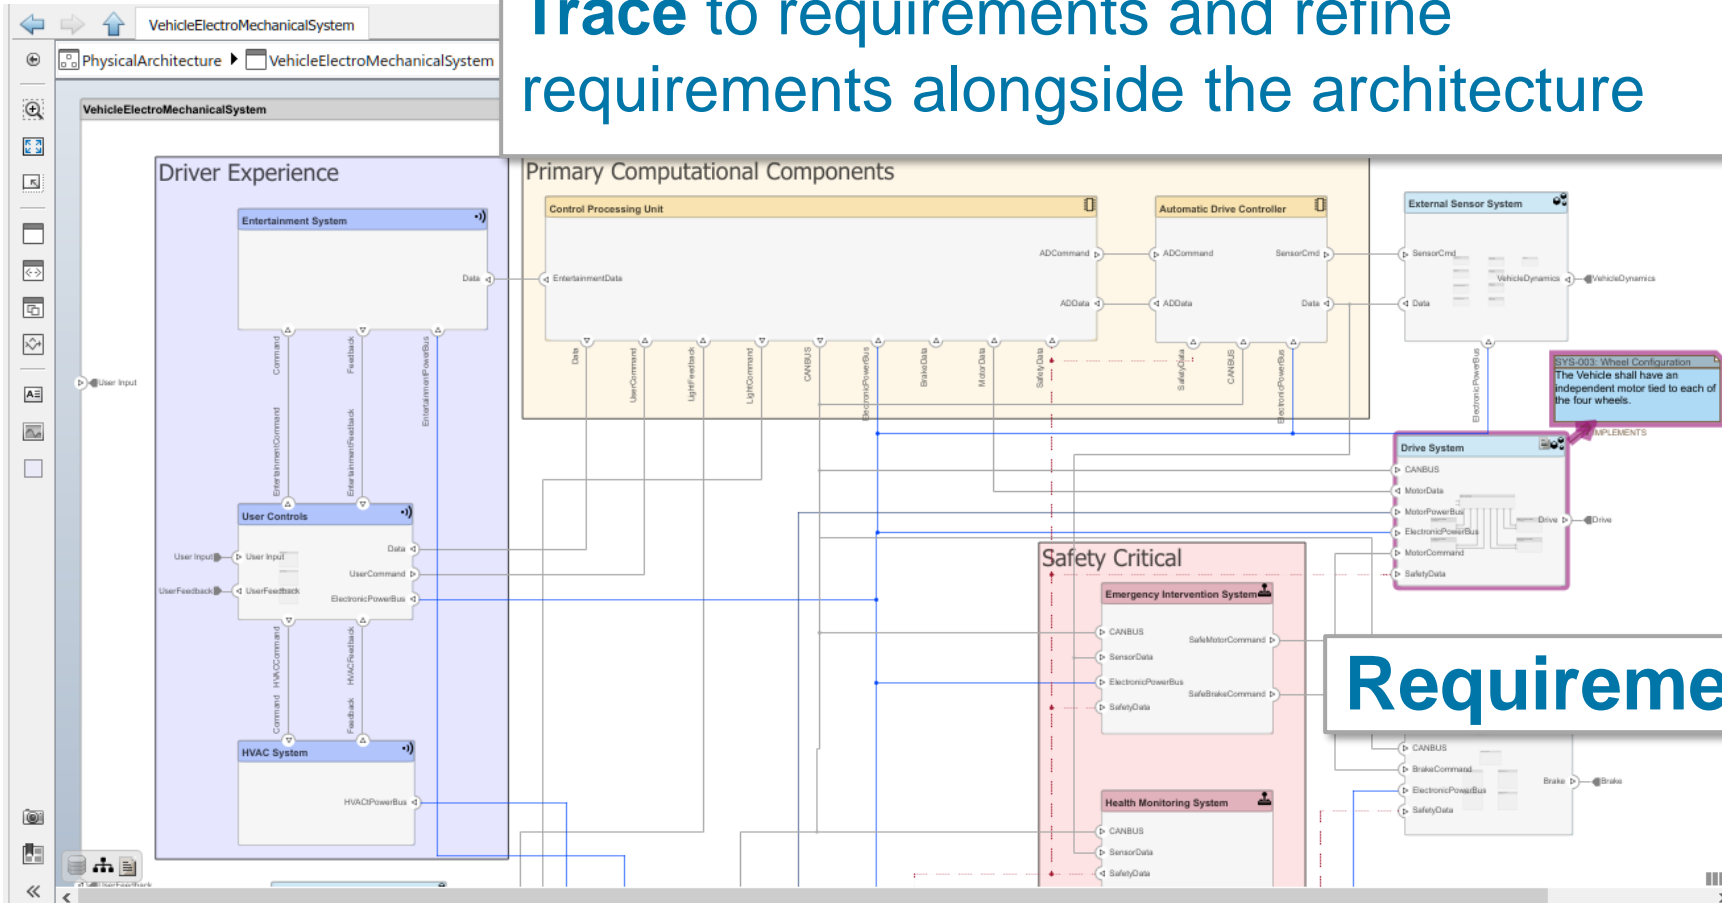 VehicleElectroMechanicalSystem
Trace to requirements and refine
requirements alongside the architecture
PhysicalArchitecture
VehicleElectroMechanicalSystem
VehicleElectroMechanicalSystem
Driver Experience
Primary Computational Components
Entertainment System
Data
Command
Feedback
EntertainmentPowerBus
EntertainmentCommand
EntertainmentFeedback
Control Processing Unit
EntertainmentData
ADCommand
ADData
Data
UserCommand
LightFeedback
LightCommand
CANBUS
ElectronicPowerBus
BrakeData
MotorData
SafetyData
Automatic Drive Controller
ADCommand
SensorCmd
ADData
Data
SafetyData
CANBUS
ElectronicPowerBus
External Sensor System
SensorCmd
VehicleDynamics
VehicleDynamics
Data
ElectronicPowerBus
SYS-003: Wheel Configuration
The Vehicle shall have an
independent motor tied to each of
the four wheels.
MPLEMENTS
User Input
Drive System
CANBUS
MotorData
MotorPowerBus
Drive
Drive
ElectronicPowerBus
MotorCommand
SafetyData
User Controls
User Input
User Input
Data
UserCommand
UserFeedback
UserFeedback
ElectronicPowerBus
HVACCommand
HVACFeedback
Command
Feedback
HVAC System
HVACtPowerBus
Safety Critical
Emergency Intervention System
CANBUS
SafeMotorCommand
SensorData
ElectronicPowerBus
SafeBrakeCommand
SafetyData
Requireme
CANBUS
BrakeCommand
Brake
Brake
ElectronicPowerBus
SafetyData
Health Monitoring System
CANBUS
SensorData
SafetyData
UserFeedback